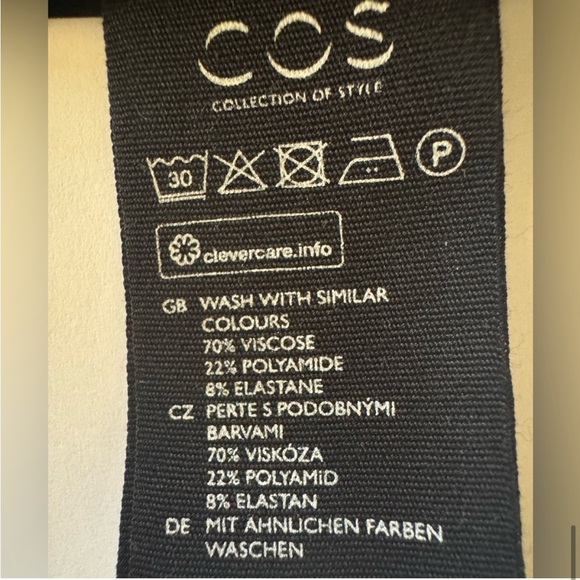 COS
COLLECTION OF STYLE
30 P
clevercare.info
GB WASH WITH SIMILAR
COLOURS
70% VISCOSE
22% POLYAMIDE
8% ELASTANE
CZ PERTE S PODOBNÝMI
BARVAMI
70% VISKÓZA
22% POLYAMID
8% ELASTAN
DE MIT ÄHNLICHEN FARBEN
WASCHEN